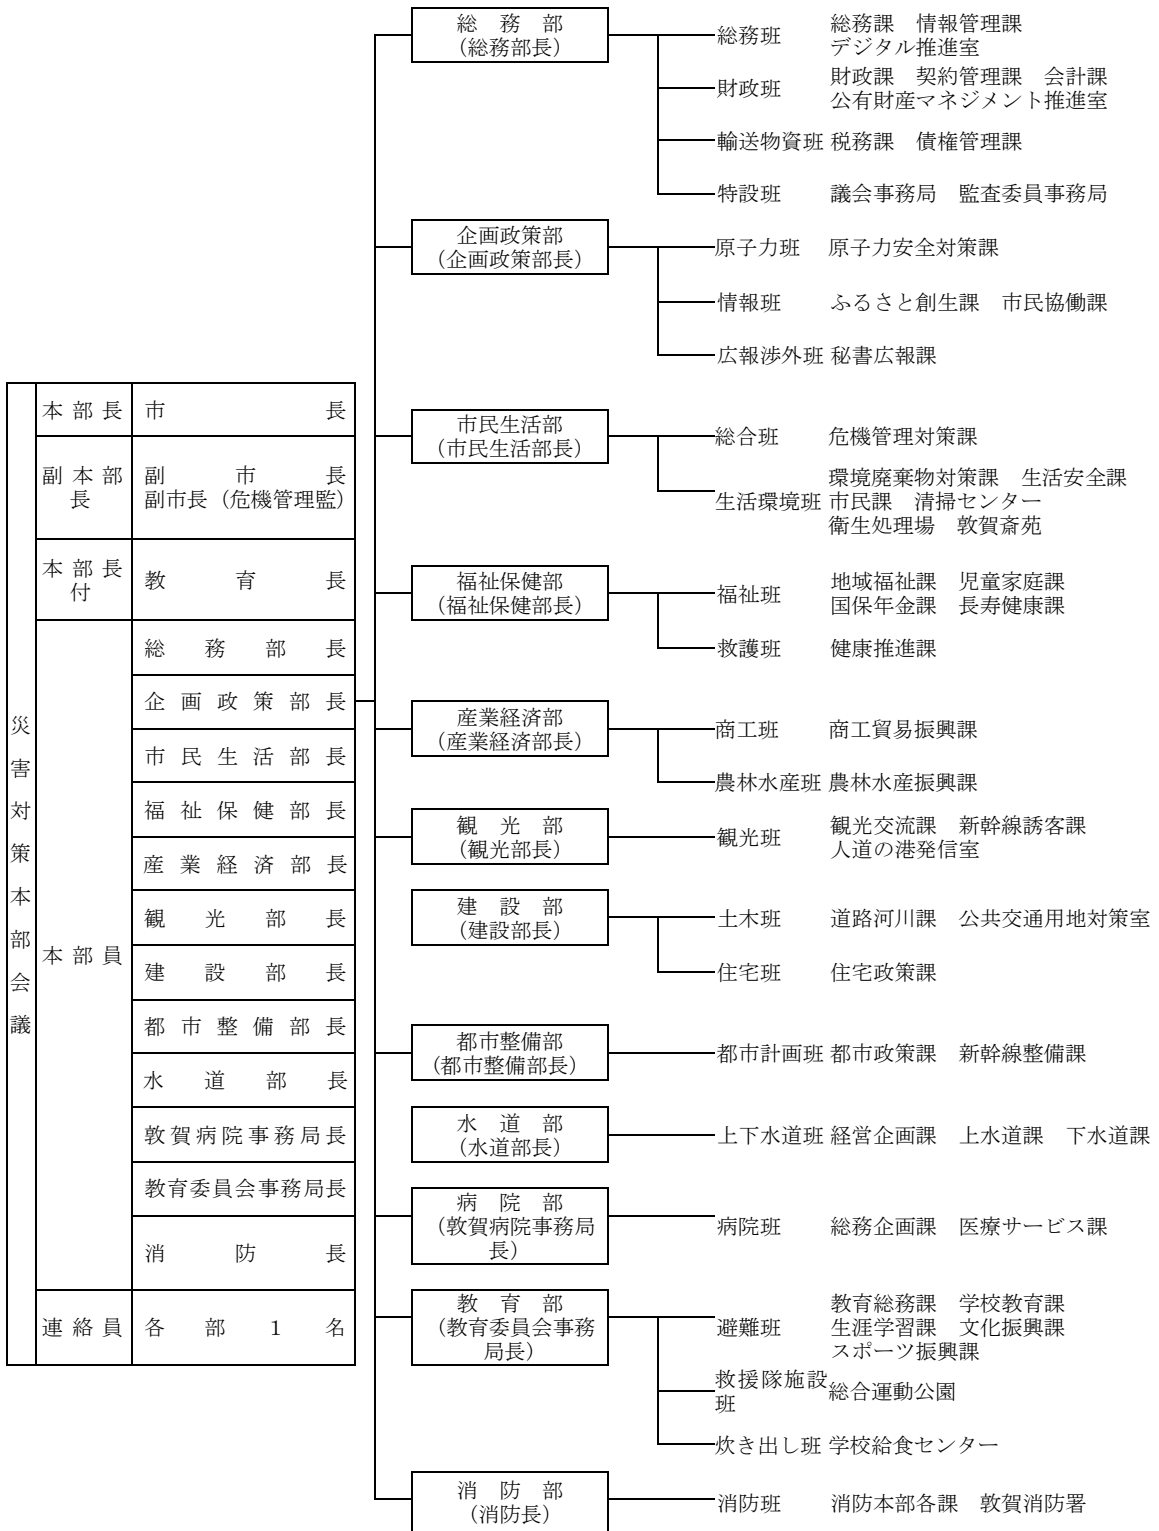 災害対策本部会議
本部長 市長
副本部長 副市長
副市長（危機管理監）
本部長付 教育長
本部員 総務部長
企画政策部長
市民生活部長
福祉保健部長
産業経済部長
観光部長
建設部長
都市整備部長
水道部長
敦賀病院事務局長
教育委員会事務局長
消防長
連絡員 各部1名
総務部
（総務部長）
総務班 総務課 情報管理課
デジタル推進室
財政班 財政課 契約管理課 会計課
公有財産マネジメント推進室
輸送物資班 税務課 債権管理課
特設班 議会事務局 監査委員事務局
企画政策部
（企画政策部長）
原子力班 原子力安全対策課
情報班 ふるさと創生課 市民協働課
広報渉外班 秘書広報課
市民生活部
（市民生活部長）
総合班 危機管理対策課
生活環境班 環境廃棄物対策課 生活安全課
市民課 清掃センター
衛生処理場 敦賀斎苑
福祉保健部
（福祉保健部長）
福祉班 地域福祉課 児童家庭課
国保年金課 長寿健康課
救護班 健康推進課
産業経済部
（産業経済部長）
商工班 商工貿易振興課
農林水産班 農林水産振興課
観光部
（観光部長）
観光班 観光交流課 新幹線誘客課
人道の港発信室
建設部
（建設部長）
土木班 道路河川課 公共交通用地対策室
住宅班 住宅政策課
都市整備部
（都市整備部長）
都市計画班 都市政策課 新幹線整備課
水道部
（水道部長）
上下水道班 経営企画課 上水道課 下水道課
病院部
（敦賀病院事務局
長）
病院班 総務企画課 医療サービス課
教育部
（教育委員会事務
局長）
避難班 教育総務課 学校教育課
生涯学習課 文化振興課
スポーツ振興課
救援隊施設
班 総合運動公園
炊き出し班 学校給食センター
消防部
（消防長）
消防班 消防本部各課 敦賀消防署